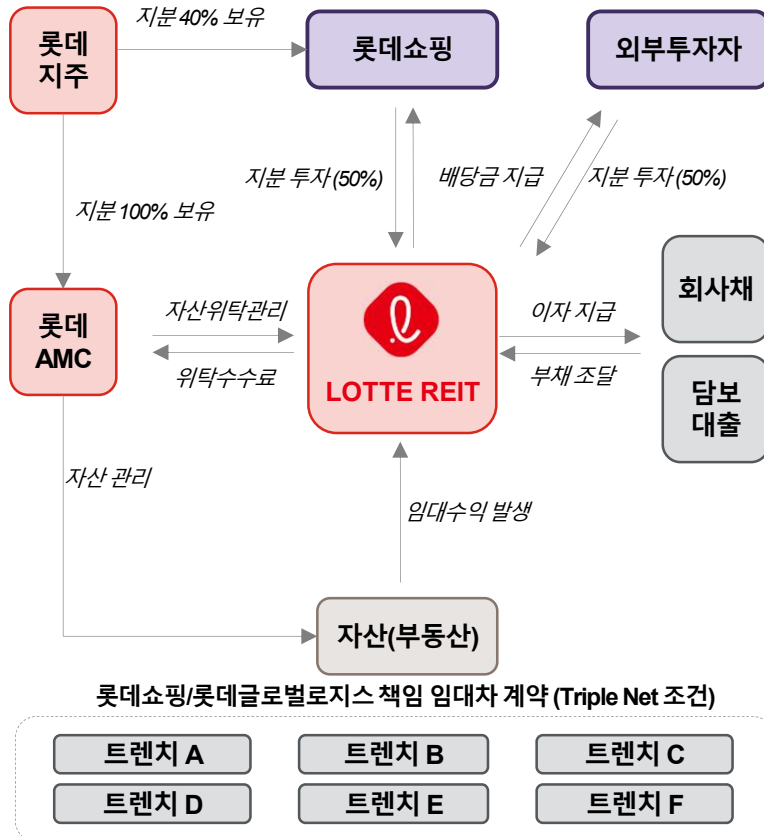 지분 40% 보유
롯데
지주
롯데쇼핑
외부투자자
지분 투자 (50%)
배당금 지급
지분 투자 (50%)
지분 100% 보유
롯데
AMC
자산위탁관리
위탁수수료
LOTTE REIT
이자 지급
부채 조달
회사채
담보
대출
자산 관리
임대수익 발생
자산(부동산)
롯데쇼핑/롯데글로벌로지스 책임 임대차 계약 (Triple Net 조건)
트렌치 A
트렌치 B
트렌치 C
트렌치 D
트렌치 E
트렌치 F